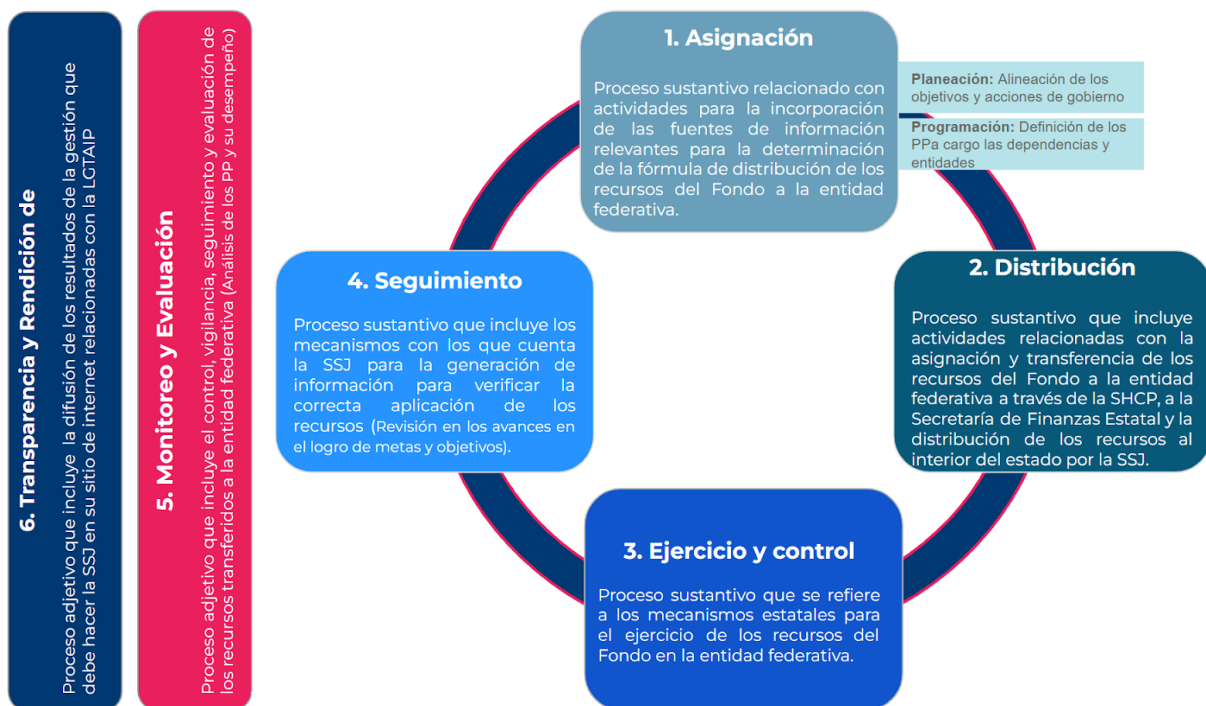 6. Transparencia y Rendición de
Proceso adjetivo que incluye la difusión de los resultados de la gestión que
debe hacer la SSJ en su sitio de internet relacionadas con la LGTAIP
5. Monitoreo y Evaluación
Proceso adjetivo que incluye el control, vigilancia, seguimiento y evaluación de
los recursos transferidos a la entidad federativa (Análisis de los PP y su desempeño)
1. Asignación
Proceso sustantivo relacionado con
actividades para la incorporación
de las fuentes de información
relevantes para la determinación
de la fórmula de distribución de los
recursos del Fondo a la entidad
federativa.
Planeación: Alineación de los
objetivos y acciones de gobierno
Programación: Definición de los
PPa cargo las dependencias y
entidades
2. Distribución
Proceso sustantivo que incluye
actividades relacionadas con la
asignación y transferencia de los
recursos del Fondo a la entidad
federativa a través de la SHCP, a la
Secretaría de Finanzas Estatal y la
distribución de los recursos al
interior del estado por la SSJ.
3. Ejercicio y control
Proceso sustantivo que se refiere
a los mecanismos estatales para
el ejercicio de los recursos del
Fondo en la entidad federativa.
4. Seguimiento
Proceso sustantivo que incluye los
mecanismos con los que cuenta
la SSJ para la generación de
información para verificar la
correcta aplicación de los
recursos (Revisión en los avances en
el logro de metas y objetivos).